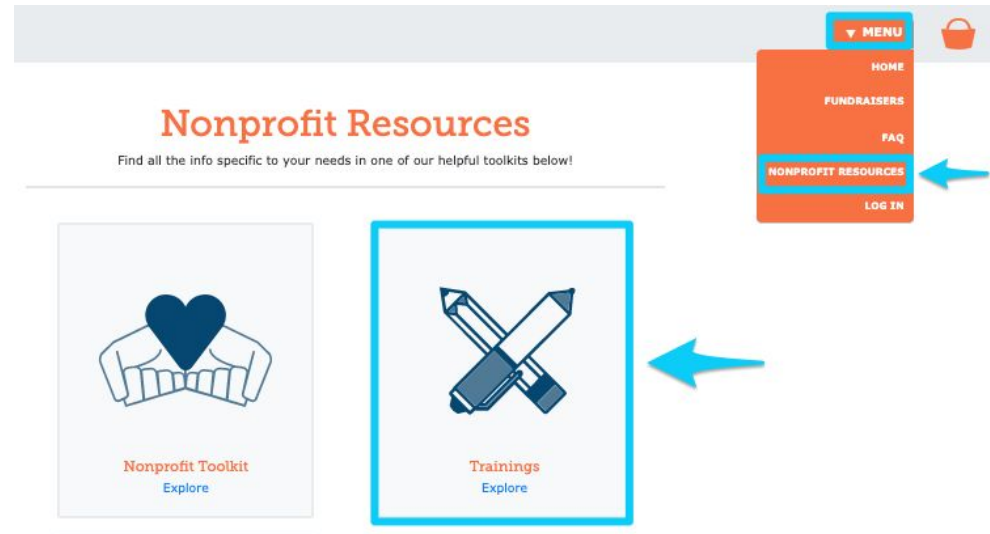 ▼ MENU
HOME
FUNDRAISERS
FAQ
NONPROFIT RESOURCES
LOG IN
Nonprofit Resources
Find all the info specific to your needs in one of our helpful toolkits below!
Nonprofit Toolkit
Explore
Trainings
Explore